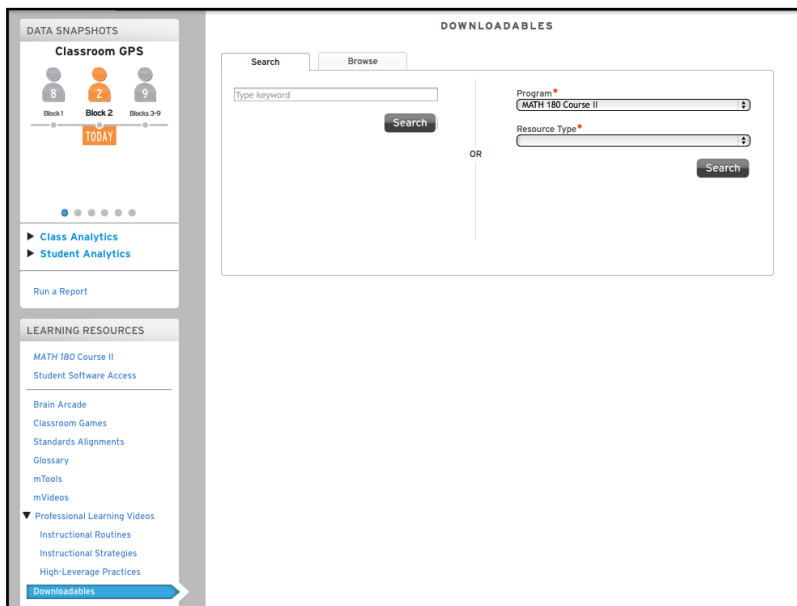 DATA SNAPSHOTS
Classroom GPS
8 2 9
Block 1 Block 2 Blocks 3-9
TODAY
Class Analytics
Student Analytics
Run a Report
LEARNING RESOURCES
MATH 180 Course II
Student Software Access
Brain Arcade
Classroom Games
Standards Alignments
Glossary
mTools
mVideos
Professional Learning Videos
Instructional Routines
Instructional Strategies
High-Leverage Practices
Downloadables
DOWNLOADABLES
Search Browse
Type keyword
Search
OR
Program*
MATH 180 Course II
Resource Type*
Search